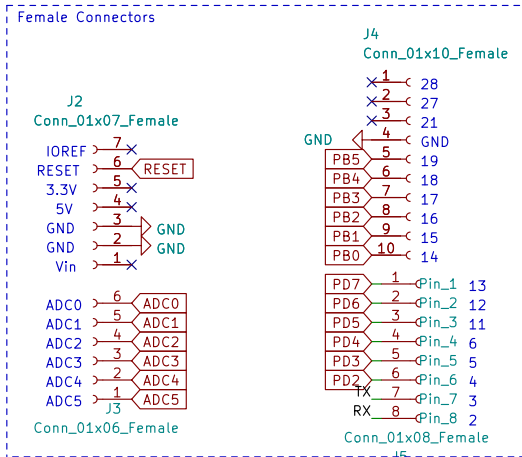 Female Connectors
J4
Conn_01x10_Female
1 28
2 27
3 21
GND 4 GND
PB5 5 19
PB4 6 18
PB3 7 17
PB2 8 16
PB1 9 15
PB0 10 14
J2
Conn_01x07_Female
IOREF 7
RESET 6 RESET
3.3V 5
5V 4
GND 3 GND
GND 2 GND
Vin 1
ADC0 6 ADC0
ADC1 5 ADC1
ADC2 4 ADC2
ADC3 3 ADC3
ADC4 2 ADC4
ADC5 1 ADC5
J3
Conn_01x06_Female
PD7 1 Pin_1 13
PD6 2 Pin_2 12
PD5 3 Pin_3 11
PD4 4 Pin_4 6
PD3 5 Pin_5 5
PD2 6 Pin_6 4
TX 7 Pin_7 3
RX 8 Pin_8 2
Conn_01x08_Female
J5